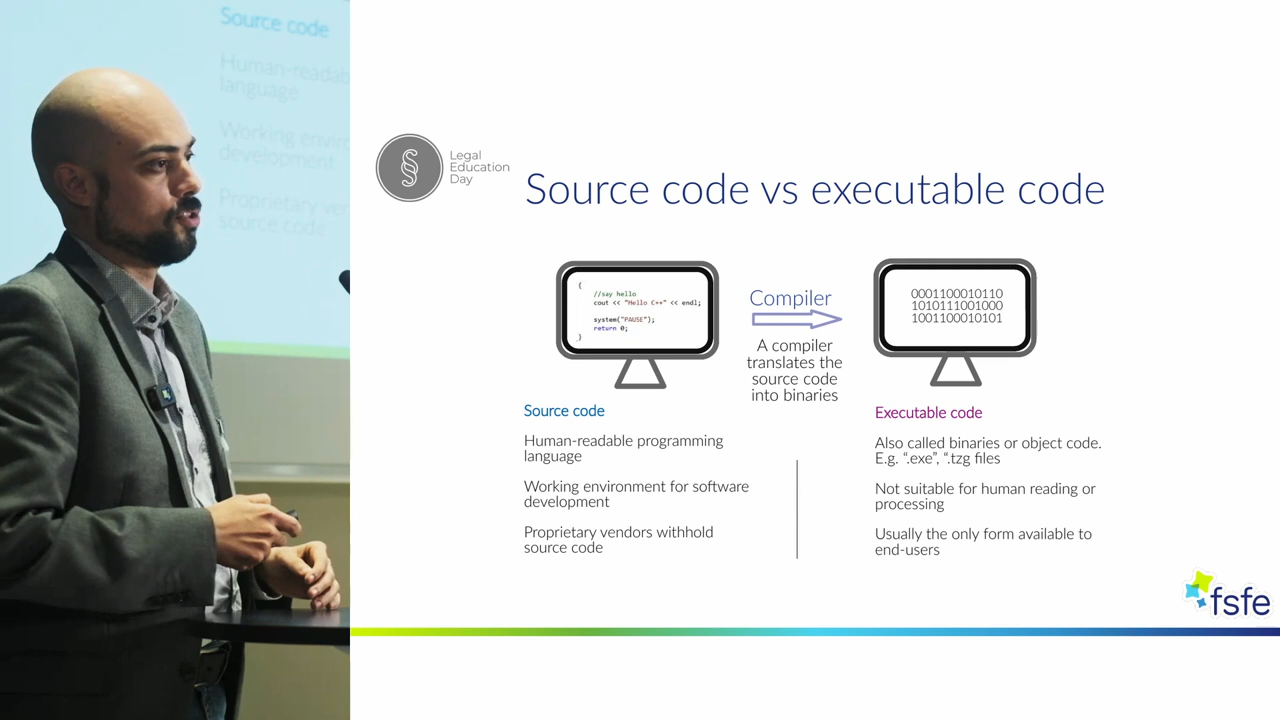 Source code
Human-readab
language
Working envir
development
Proprietary ve
source code
Legal
Education
Day
Source code vs executable code
{
//say hello
cout << "Hello C++" << endl;
system("PAUSE");
return 0;
}
Compiler
A compiler
translates the
source code
into binaries
0001100010110
1010111001000
1001100010101
Source code
Human-readable programming
language
Working environment for software
development
Proprietary vendors withhold
source code
Executable code
Also called binaries or object code.
E.g. “.exe”, “.tzg files
Not suitable for human reading or
processing
Usually the only form available to
end-users
fsfe